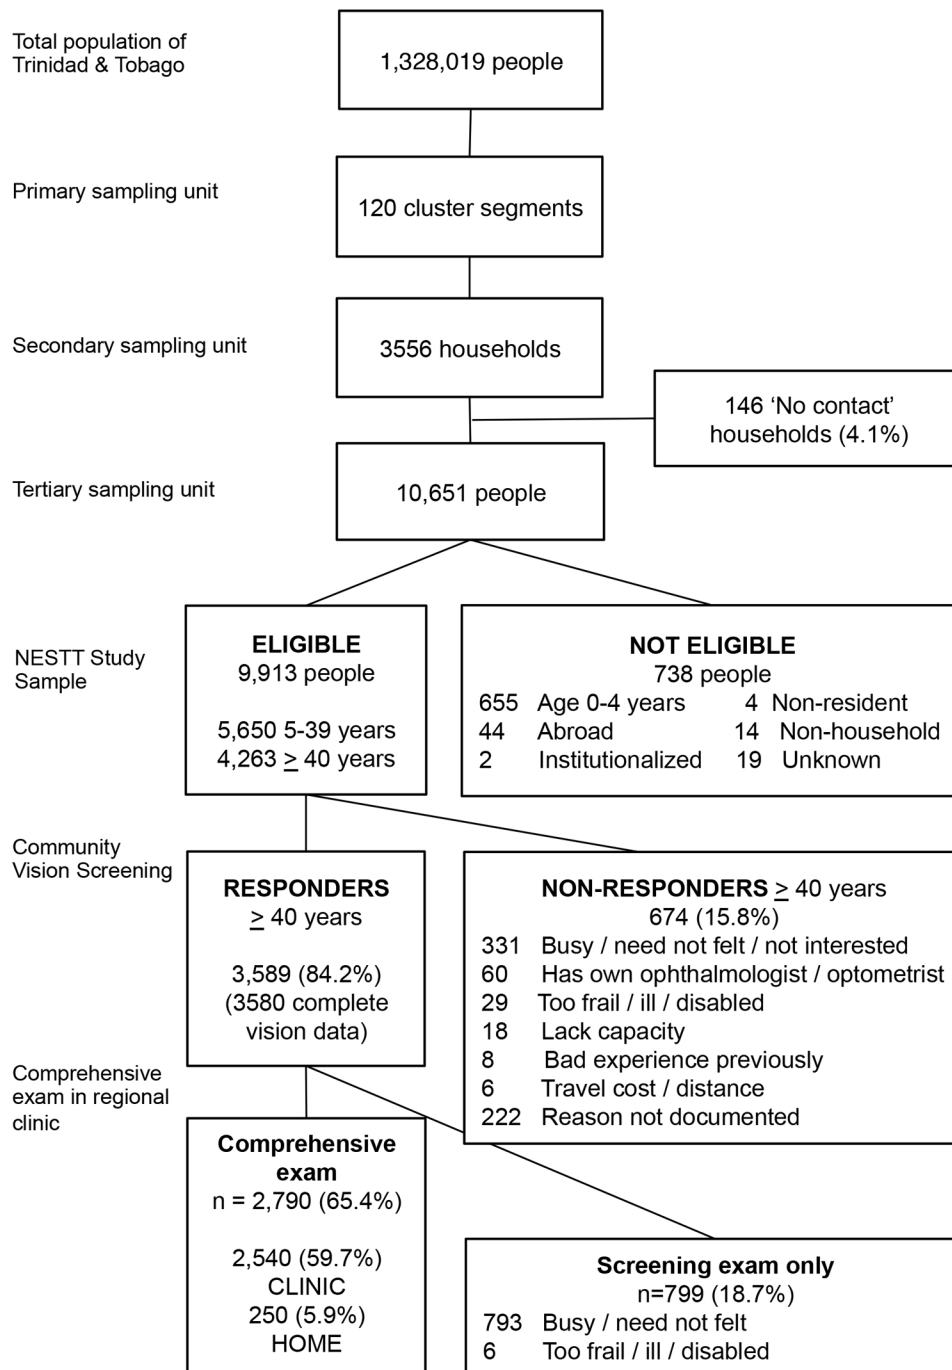 Total population of
Trinidad & Tobago
1,328,019 people
Primary sampling unit
120 cluster segments
Secondary sampling unit
3556 households
146 ‘No contact’
households (4.1%)
Tertiary sampling unit
10,651 people
NESTT Study
Sample
ELIGIBLE
9,913 people
5,650 5-39 years
4,263 ≥ 40 years
NOT ELIGIBLE
738 people
655 Age 0-4 years 4 Non-resident
44 Abroad 14 Non-household
2 Institutionalized 19 Unknown
Community
Vision Screening
RESPONDERS
≥ 40 years
3,589 (84.2%)
(3580 complete
vision data)
NON-RESPONDERS ≥ 40 years
674 (15.8%)
331 Busy / need not felt / not interested
60 Has own ophthalmologist / optometrist
29 Too frail / ill / disabled
18 Lack capacity
8 Bad experience previously
6 Travel cost / distance
222 Reason not documented
Comprehensive
exam in regional
clinic
Comprehensive
exam
n = 2,790 (65.4%)
2,540 (59.7%)
CLINIC
250 (5.9%)
HOME
Screening exam only
n=799 (18.7%)
793 Busy / need not felt
6 Too frail / ill / disabled